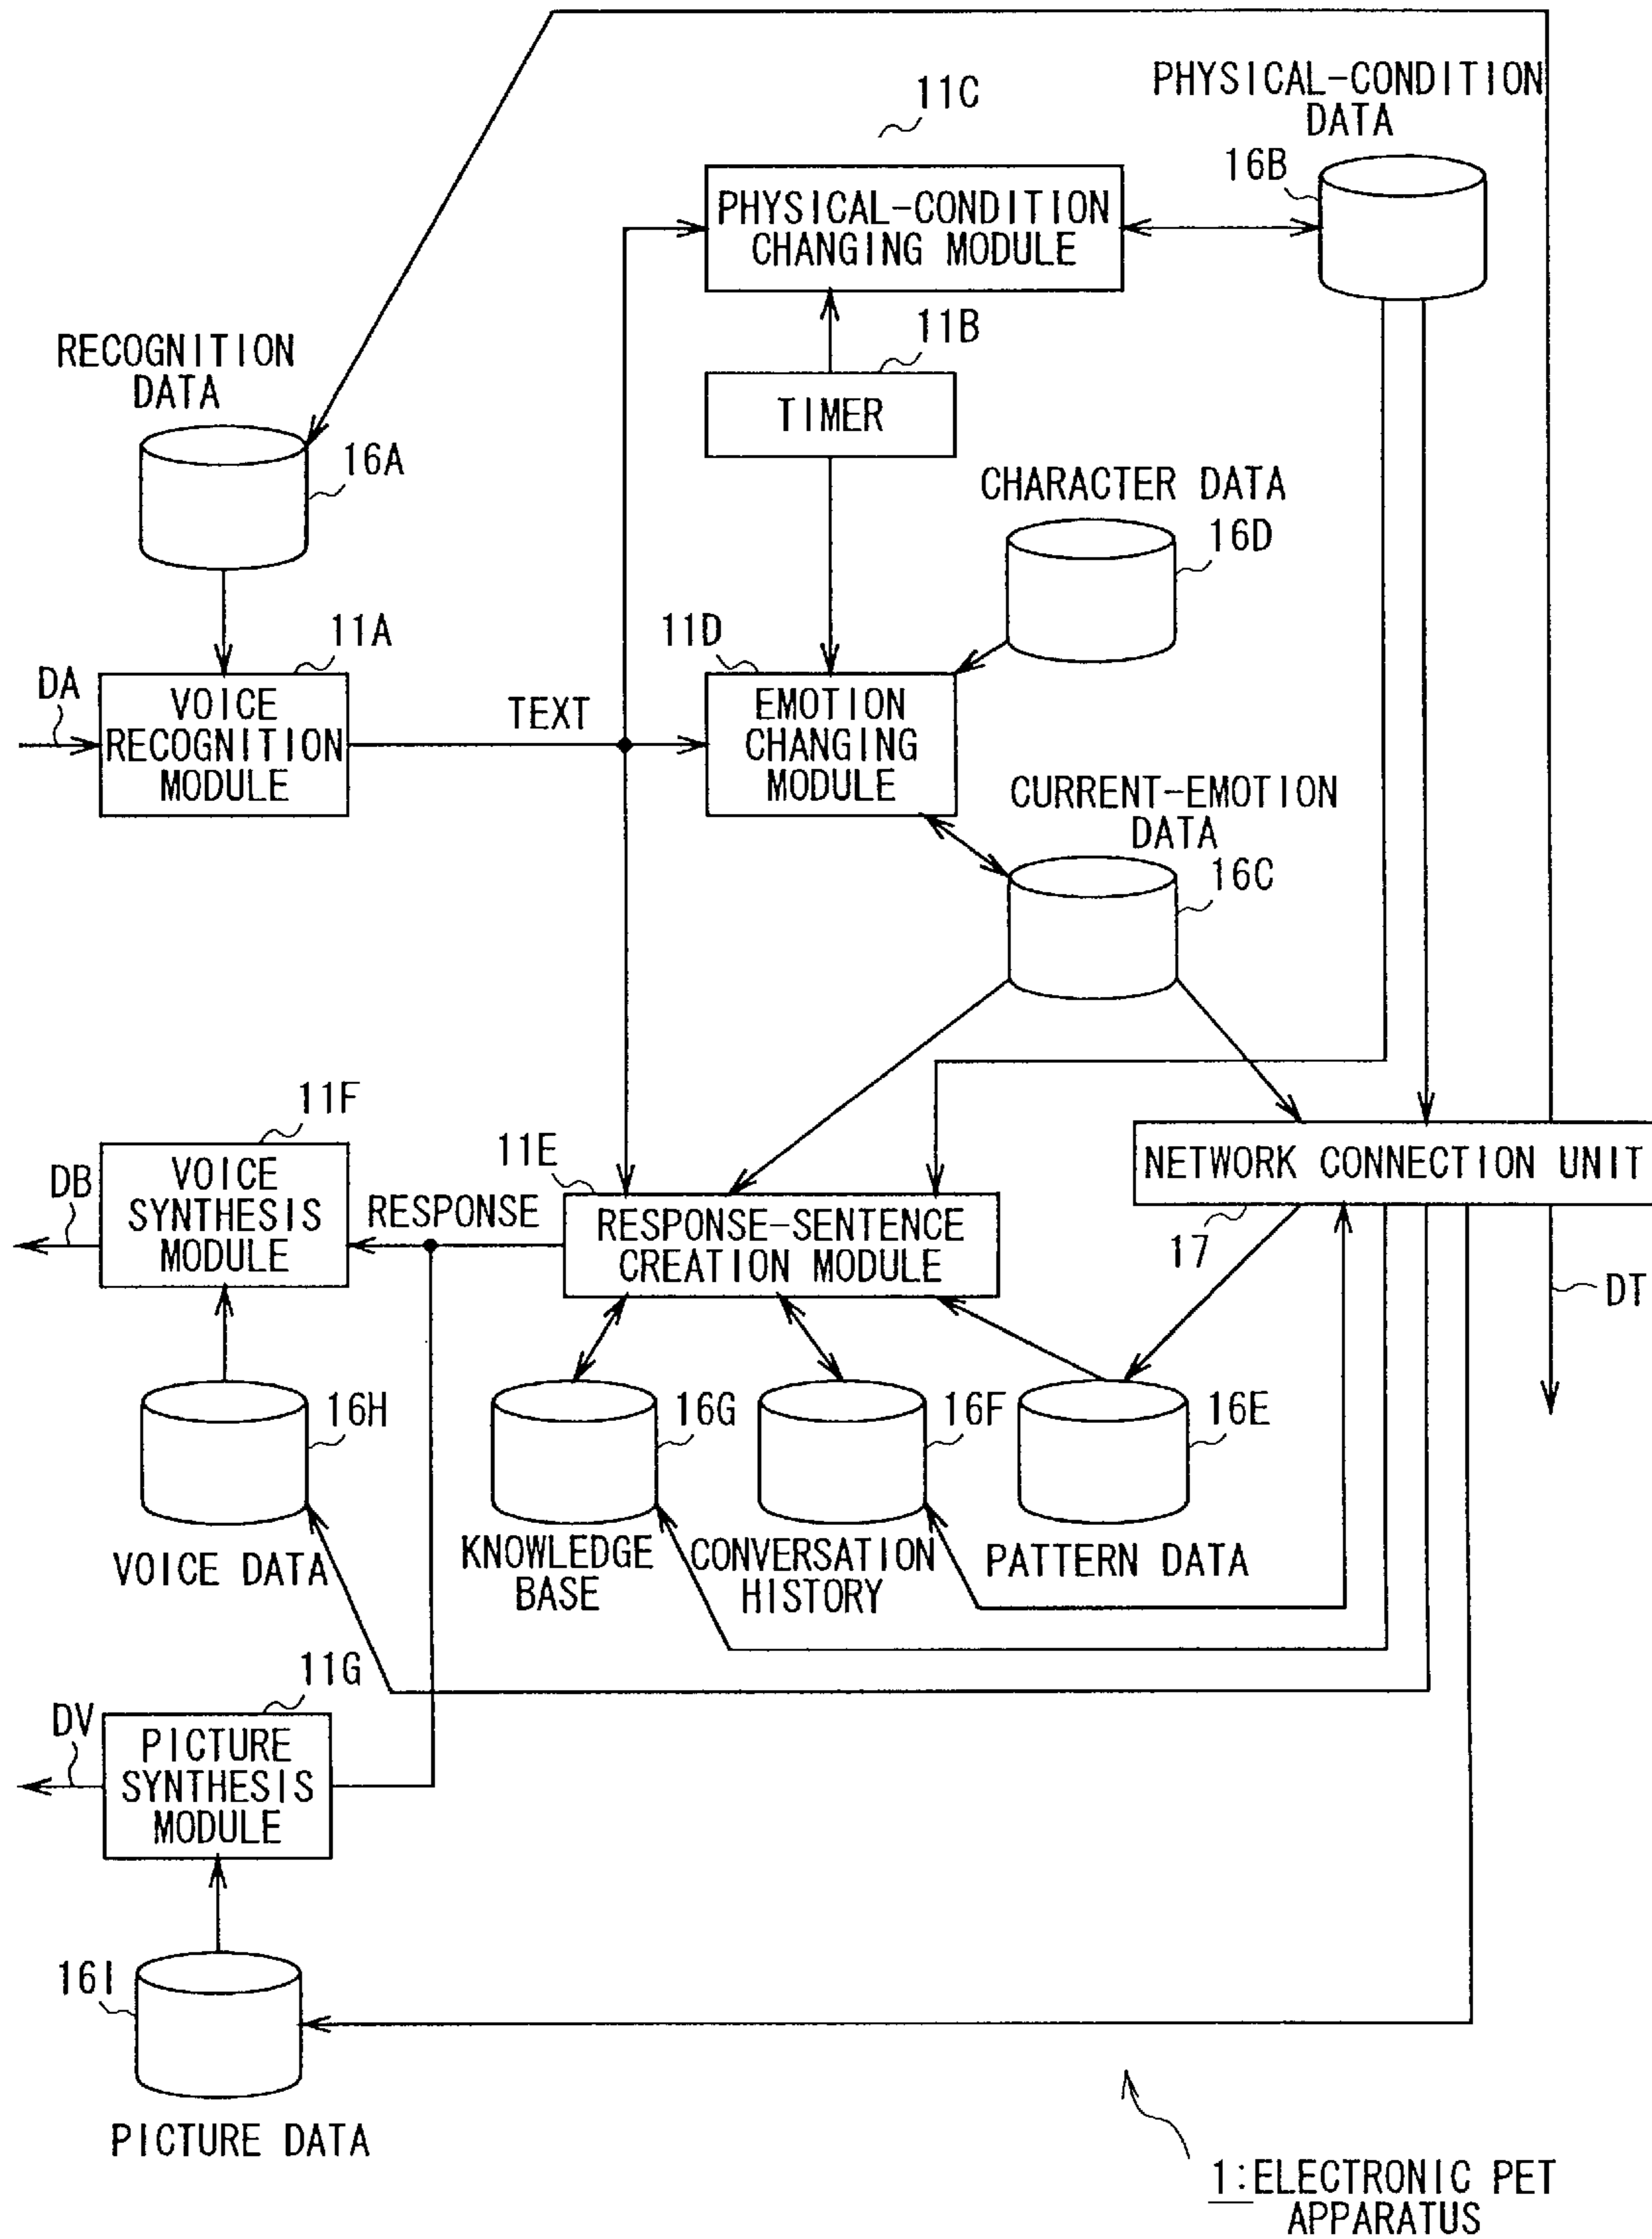 11C
PHYSICAL-CONDITION
DATA
16B
PHYSICAL-CONDITION
CHANGING MODULE
11B
TIMER
RECOGNITION
DATA
16A
CHARACTER DATA
16D
11A
DA
VOICE
RECOGNITION
MODULE
TEXT
11D
EMOTION
CHANGING
MODULE
CURRENT-EMOTION
DATA
16C
11F
DB
VOICE
SYNTHESIS
MODULE
RESPONSE
11E
RESPONSE-SENTENCE
CREATION MODULE
NETWORK CONNECTION UNIT
17
DT
16H
VOICE DATA
16G
KNOWLEDGE
BASE
16F
CONVERSATION
HISTORY
16E
PATTERN DATA
11G
DV
PICTURE
SYNTHESIS
MODULE
16I
PICTURE DATA
1:ELECTRONIC PET
APPARATUS